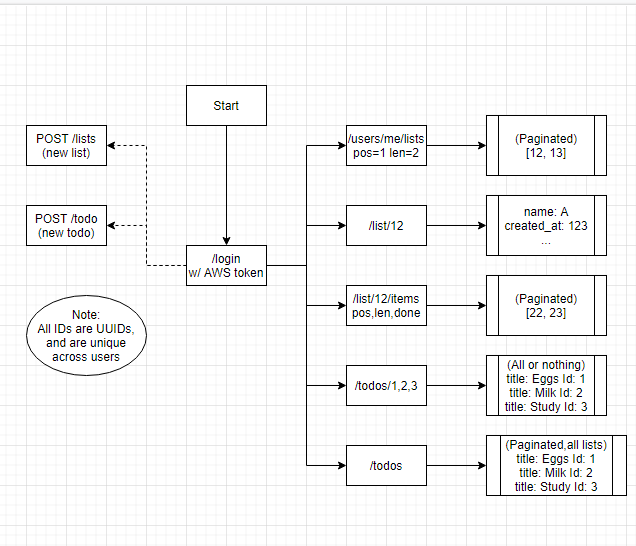 Start
POST /lists
(new list)
/users/me/lists
pos=1 len=2
(Paginated)
[12, 13]
POST /todo
(new todo)
/list/12
name: A
created_at: 123
...
/login
w/ AWS token
/list/12/items
pos,len,done
(Paginated)
[22, 23]
Note:
All IDs are UUIDs,
and are unique
across users
/todos/1,2,3
(All or nothing)
title: Eggs Id: 1
title: Milk Id: 2
title: Study Id: 3
/todos
(Paginated,all lists)
title: Eggs Id: 1
title: Milk Id: 2
title: Study Id: 3